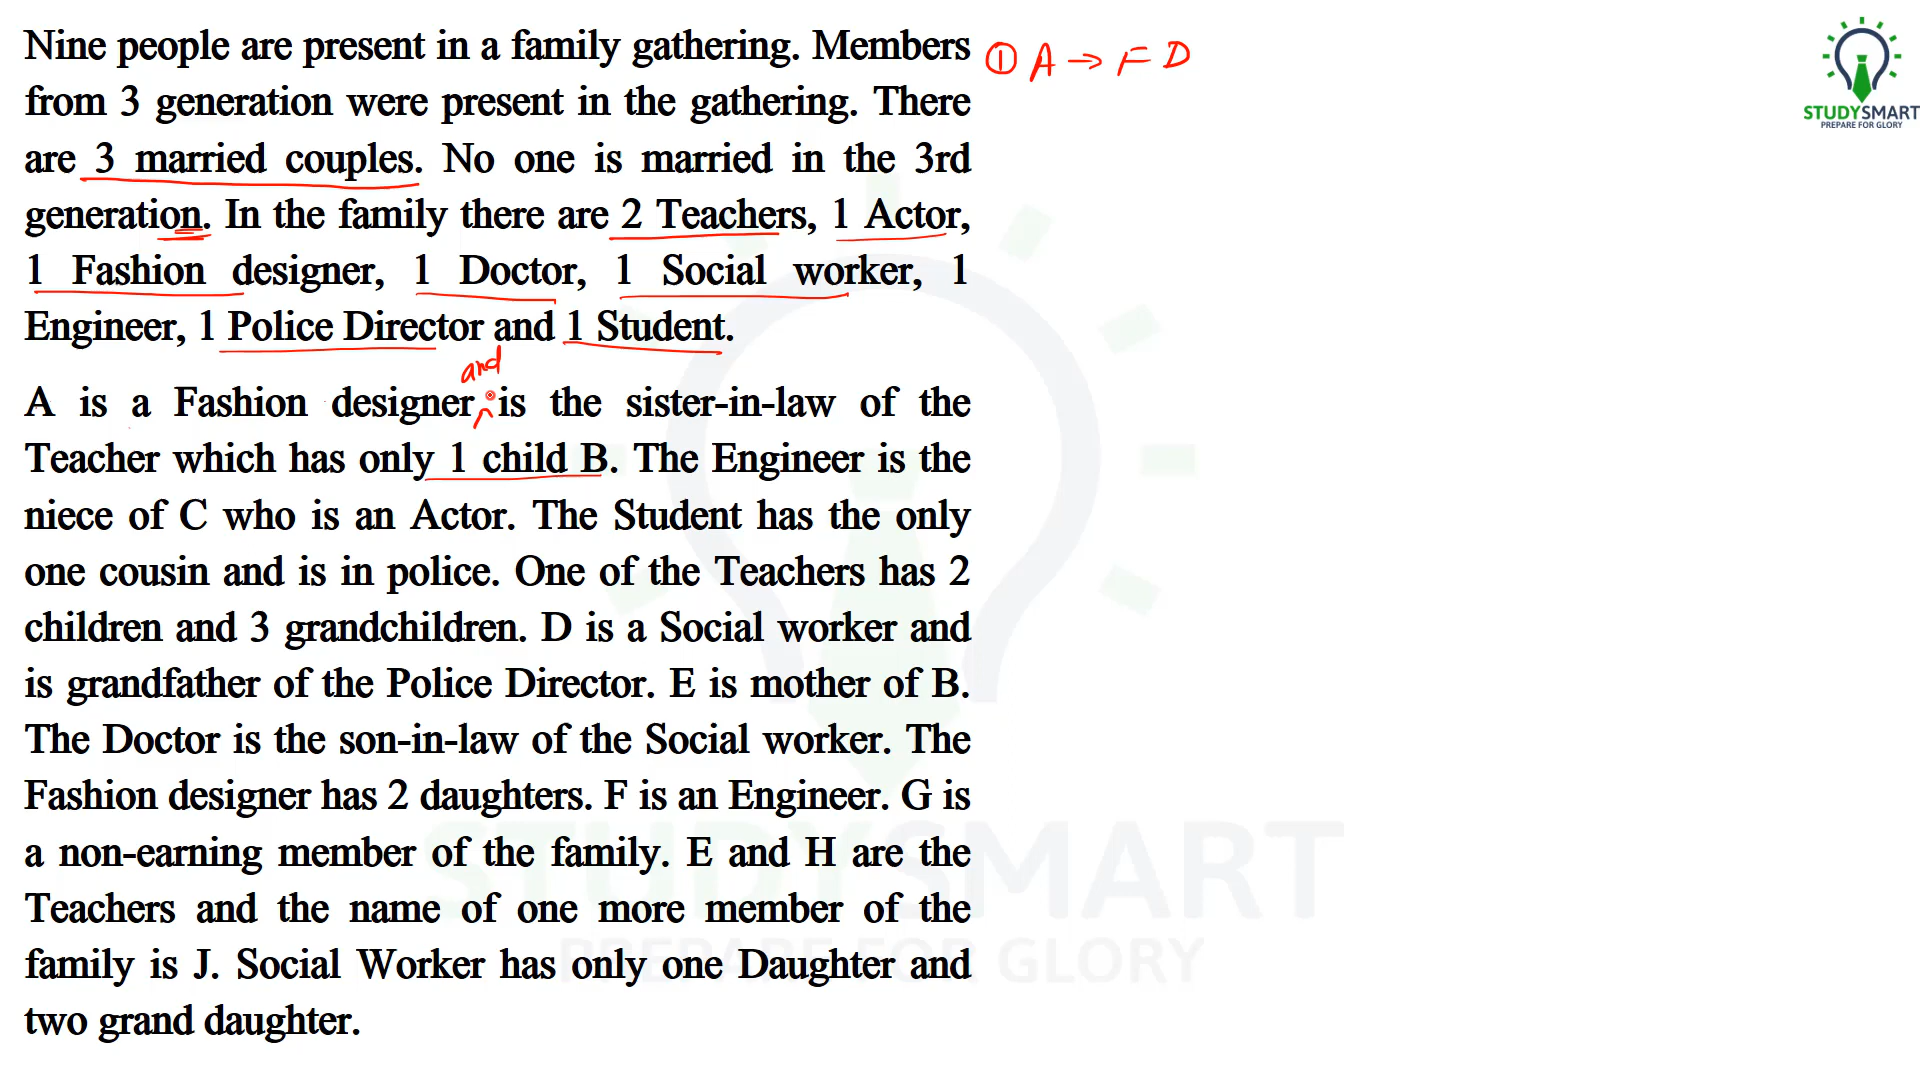 Nine people are present in a family gathering. Members
from 3 generation were present in the gathering. There
are 3 married couples. No one is married in the 3rd
generation. In the family there are 2 Teachers, 1 Actor,
1 Fashion designer, 1 Doctor, 1 Social worker, 1
Engineer, 1 Police Director and 1 Student.
and
A is a Fashion designer is the sister-in-law of the
Teacher which has only 1 child B. The Engineer is the
niece of C who is an Actor. The Student has the only
one cousin and is in police. One of the Teachers has 2
children and 3 grandchildren. D is a Social worker and
is grandfather of the Police Director. E is mother of B.
The Doctor is the son-in-law of the Social worker. The
Fashion designer has 2 daughters. F is an Engineer. G is
a non-earning member of the family. E and H are the
Teachers and the name of one more member of the
family is J. Social Worker has only one Daughter and
two grand daughter.
① A → F D
STUDYSMART
PREPARE FOR GLORY
STUDYSMART
PREPARE FOR GLORY